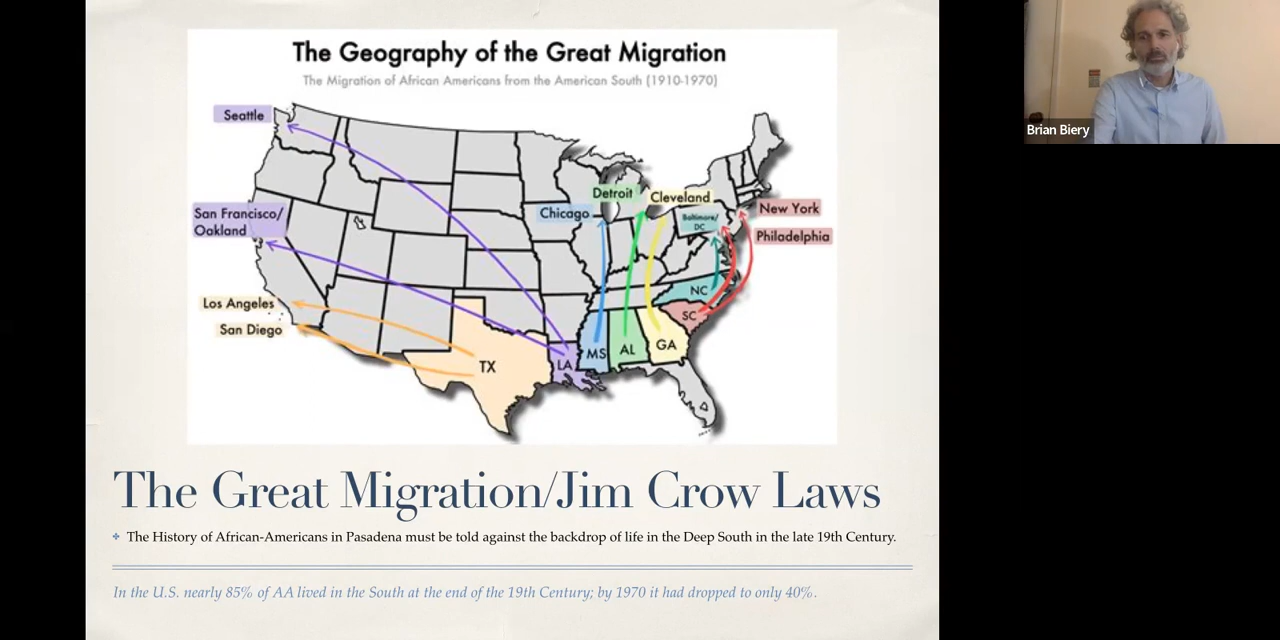 The Geography of the Great Migration
The Migration of African Americans from the American South (1910-1970)
Seattle
San Francisco/
Oakland
Los Angeles
San Diego
Chicago
Detroit
Cleveland
Baltimore/
DC
New York
Philadelphia
NC
SC
TX
LA
MS
AL
GA
The Great Migration/Jim Crow Laws
The History of African-Americans in Pasadena must be told against the backdrop of life in the Deep South in the late 19th Century.
In the U.S. nearly 85% of AA lived in the South at the end of the 19th Century; by 1970 it had dropped to only 40%.
Brian Biery